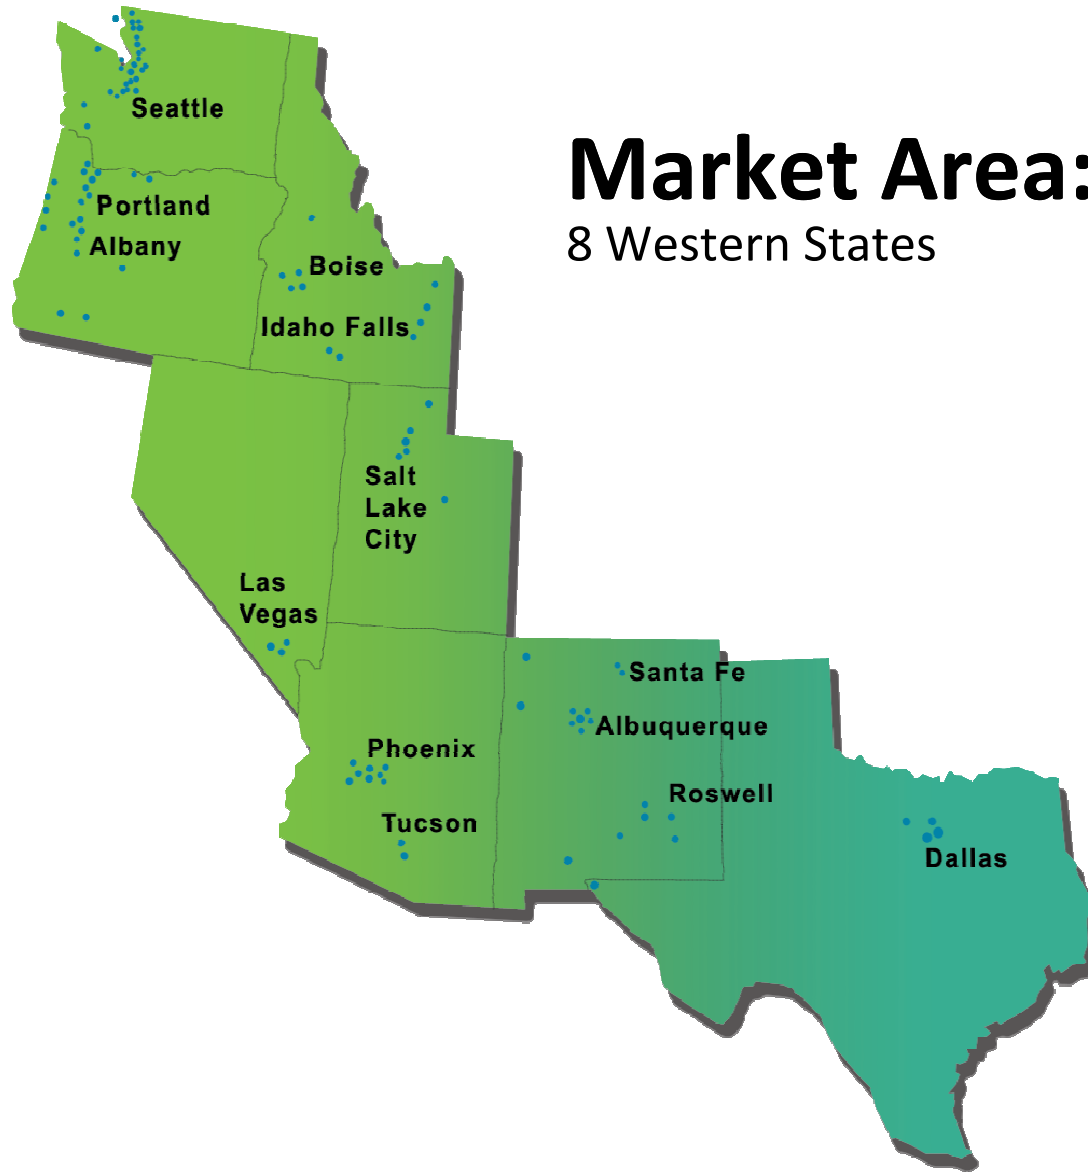 Seattle
Market Area:
8 Western States
Portland
Albany
Boise
Idaho Falls
Salt
Lake
City
Las
Vegas
Santa Fe
Albuquerque
Phoenix
Roswell
Tucson
Dallas